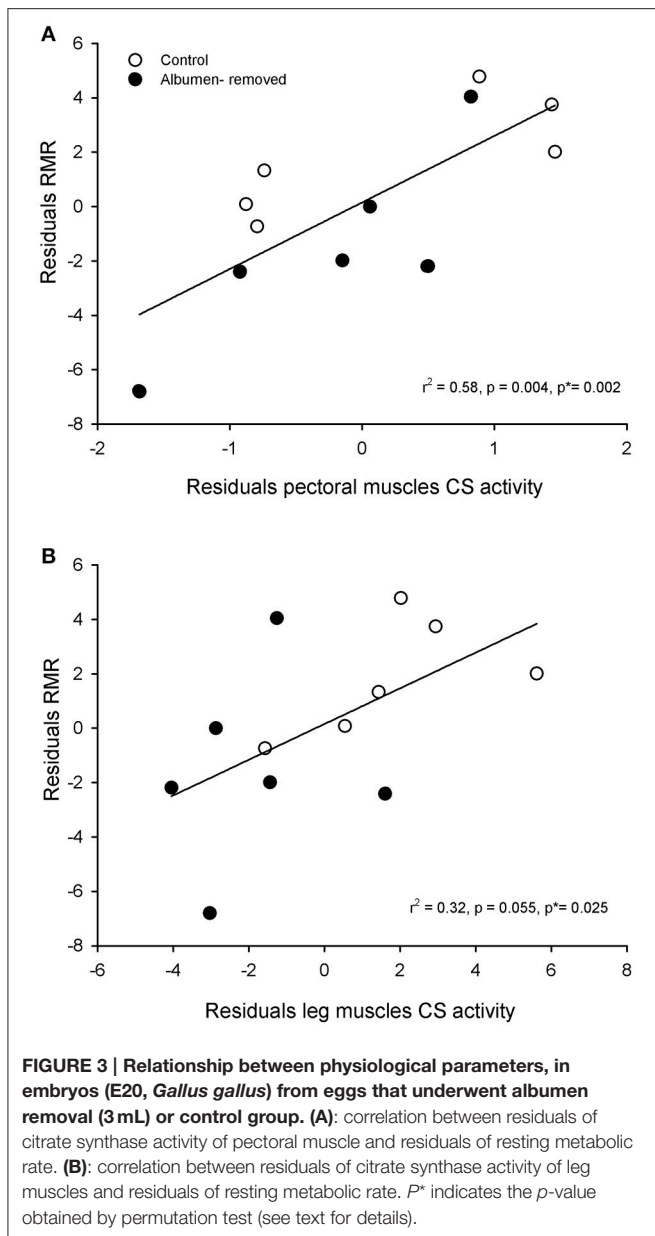 A
Control
Albumen- removed
6
4
2
0
-2
-4
-6
-8
Residuals RMR
r² = 0.58, p = 0.004, p*= 0.002
-2 -1 0 1 2
Residuals pectoral muscles CS activity
B
6
4
2
0
-2
-4
-6
-8
Residuals RMR
r² = 0.32, p = 0.055, p*= 0.025
-6 -4 -2 0 2 4 6 8
Residuals leg muscles CS activity
FIGURE 3 | Relationship between physiological parameters, in
embryos (E20, Gallus gallus) from eggs that underwent albumen
removal (3 mL) or control group. (A): correlation between residuals of
citrate synthase activity of pectoral muscle and residuals of resting metabolic
rate. (B): correlation between residuals of citrate synthase activity of leg
muscles and residuals of resting metabolic rate. P* indicates the p-value
obtained by permutation test (see text for details).